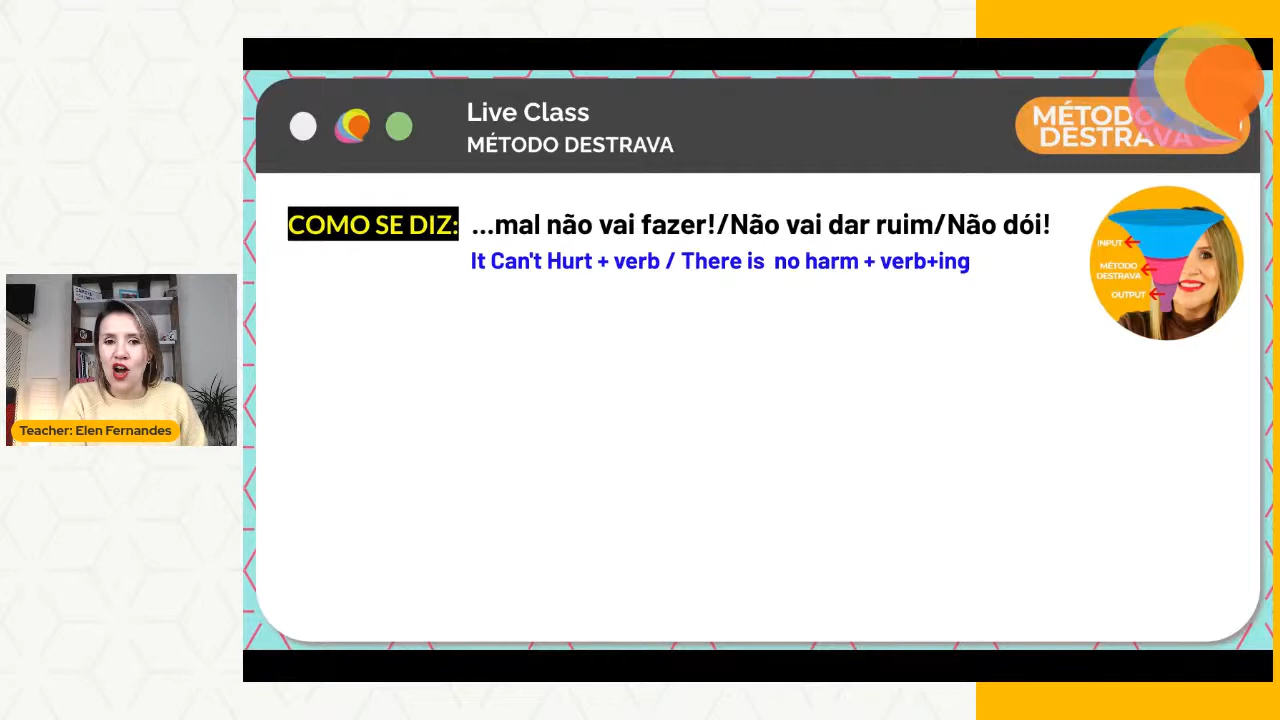 Live Class
MÉTODO DESTRAVA
MÉTODO
DESTRAVA
COMO SE DIZ: ...mal não vai fazer!/Não vai dar ruim/Não dói!
It Can't Hurt + verb / There is no harm + verb+ing
INPUT
MÉTODO
DESTRAVA
OUTPUT
Teacher: Elen Fernandes